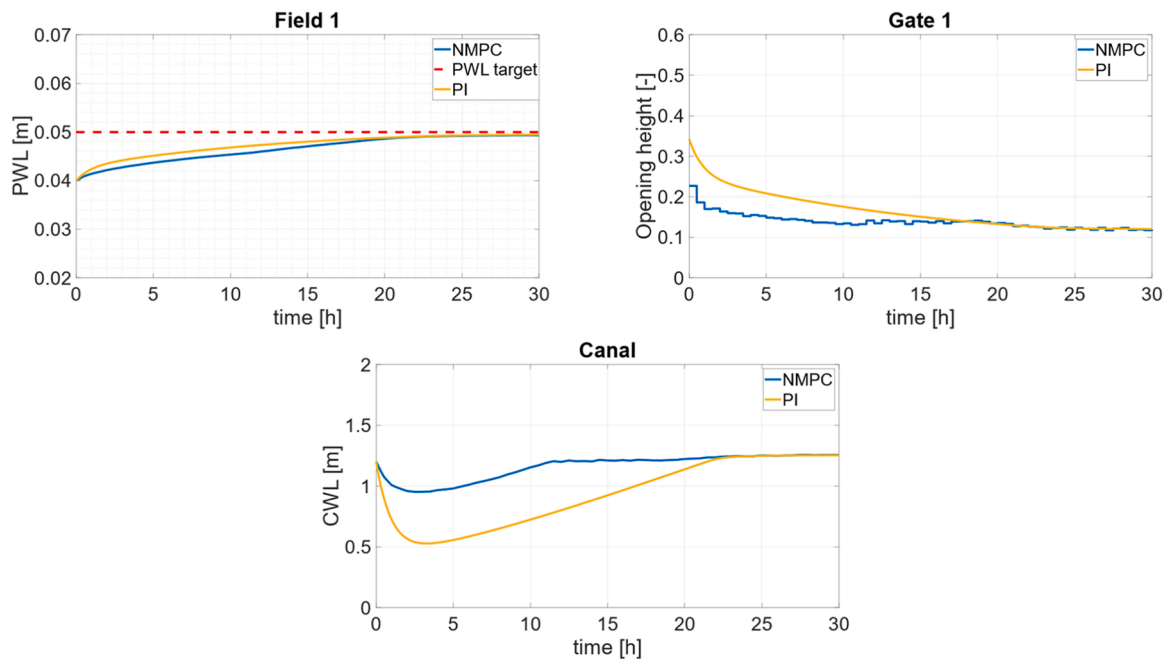 Field 1
0.07
0.06
0.05
0.04
0.03
0.02
PWL [m]
NMPC
PWL target
PI
0
5
10
15
20
25
30
time [h]
Gate 1
0.6
0.5
0.4
0.3
0.2
0.1
0
Opening height [-]
NMPC
PI
0
5
10
15
20
25
30
time [h]
Canal
2
1.5
1
0.5
0
CWL [m]
NMPC
PI
0
5
10
15
20
25
30
time [h]